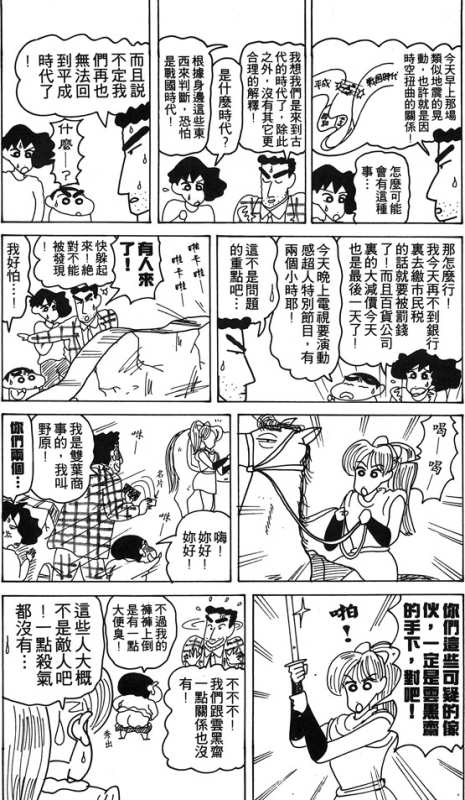 今天早上那場
類似地震的晃
動，也許就是因
時空扭曲的關係—
戰國時代
平成
怎麼可能
會有這種
事…
我想我們是來到古
代的時代了，除此
之外，沒有其它更
合理的解釋！
是什麼時代？
根據身邊這些東
西來判斷，恐怕
是戰國時代！
而且說
不定我
們再也
無法回
到平成
時代了
！
什麼—？
那怎麼行！
我今天再不到銀行
裏去繳市民稅
的話就要被罰錢
了！而且百貨公司
裏的大減價今天
也是最後一天了！
今天晚上電視要演動
感超人特別節目，有
兩個小時耶！
這不是問題
的重點吧…
啦卡
啦卡
有人來
了！
快躲起
來！絕
對不能
被發現
我好怕…
喝
喝
嗨！
妳好！
妳好！
咻
咻
名片
我是雙葉商
事的，我叫
野原！
你們兩個…
你們這些可疑的傢
伙，一定是雲黑齋
的手下，對吧！
啪！
不不不！
我們跟雲黑齋
一點關係也沒
有！
不過我的
褲褲上倒
是有一點
大便臭！
秀出
這些人大概
不是敵人吧
！一點殺氣
都沒有…